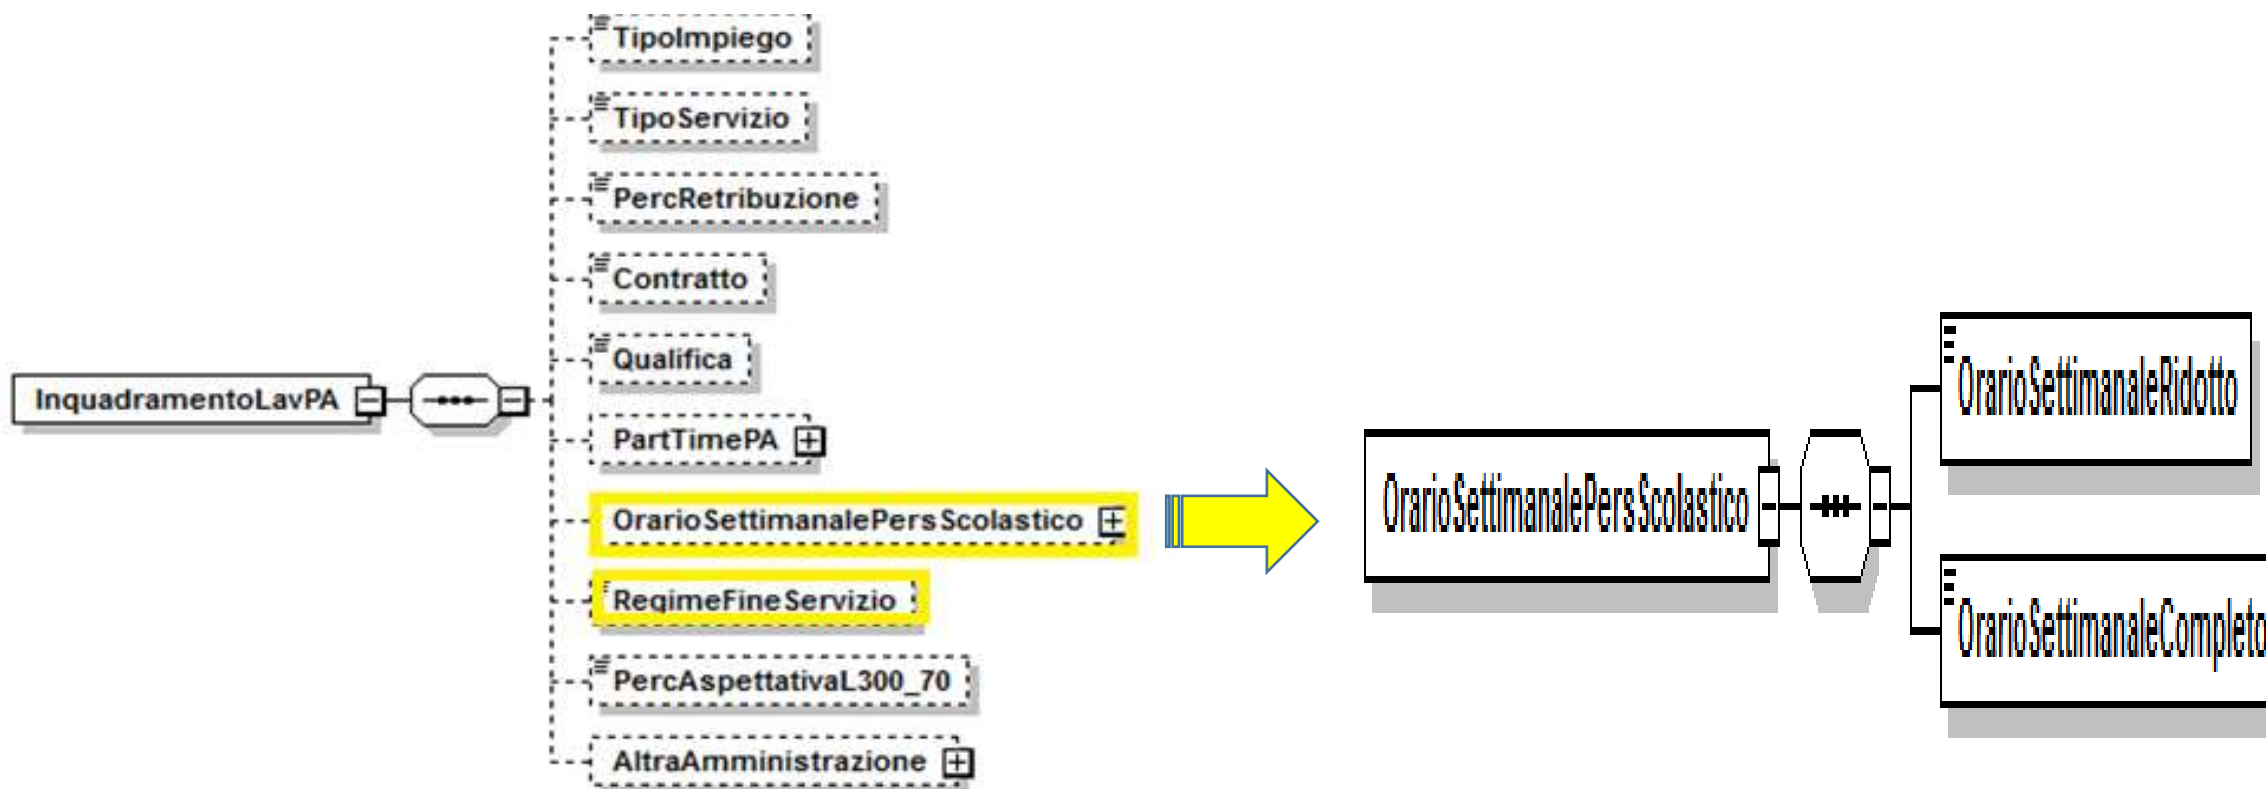 TipoImpiego
TipoServizio
PercRetribuzione
Contratto
Qualifica
InquadramentoLavPA
PartTimePA
OrarioSettimanalePersScolastico
RegimeFineServizio
PercAspettativaL300_70
AltraAmministrazione
OrarioSettimanalePersScolastico
OrarioSettimanaleRidotto
OrarioSettimanaleCompleto